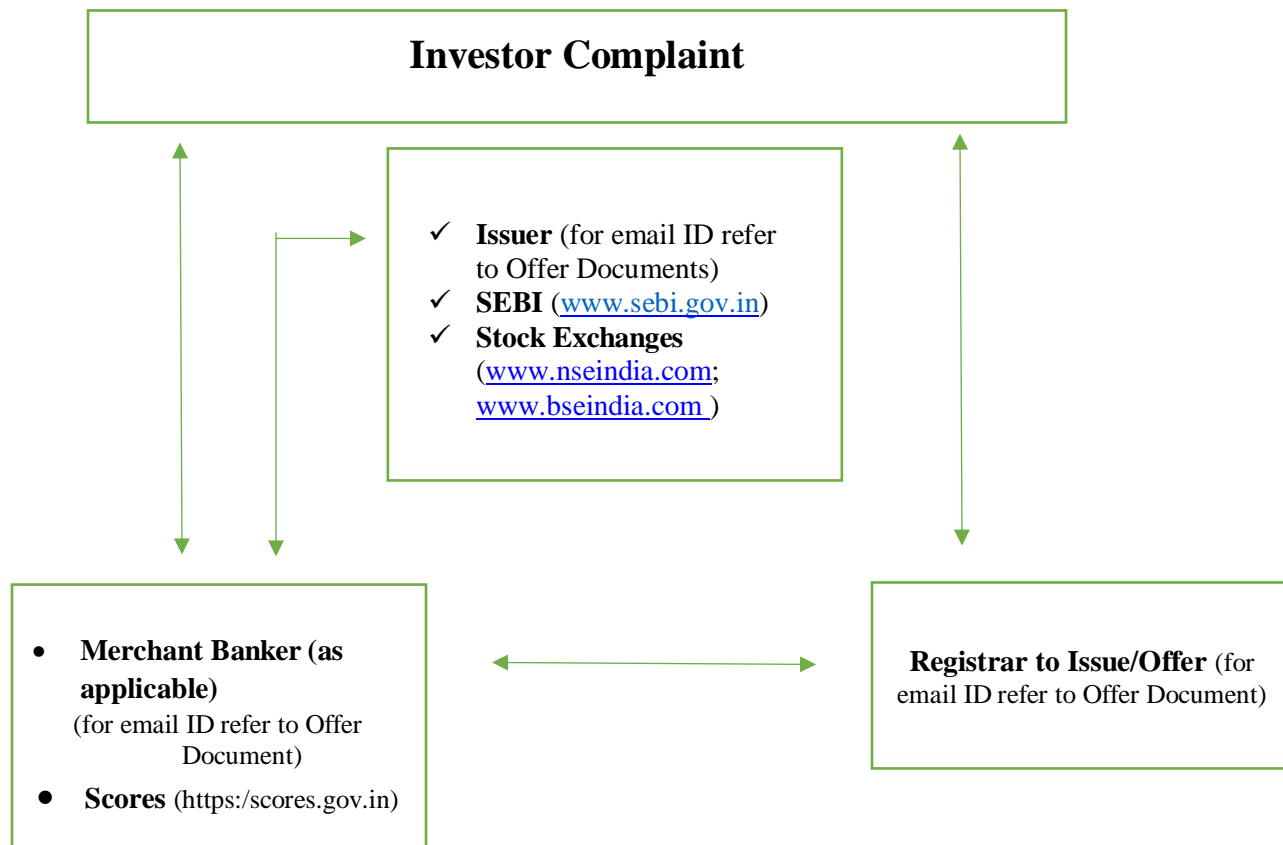 Investor Complaint
✓ Issuer (for email ID refer
to Offer Documents)
✓ SEBI (www.sebi.gov.in)
✓ Stock Exchanges
(www.nseindia.com;
www.bseindia.com )
• Merchant Banker (as
applicable)
(for email ID refer to Offer
Document)
• Scores (https:/scores.gov.in)
Registrar to Issue/Offer (for
email ID refer to Offer Document)